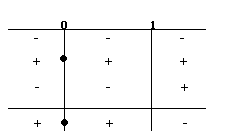 0 1
- - -
+ + +
- - +
+ + -